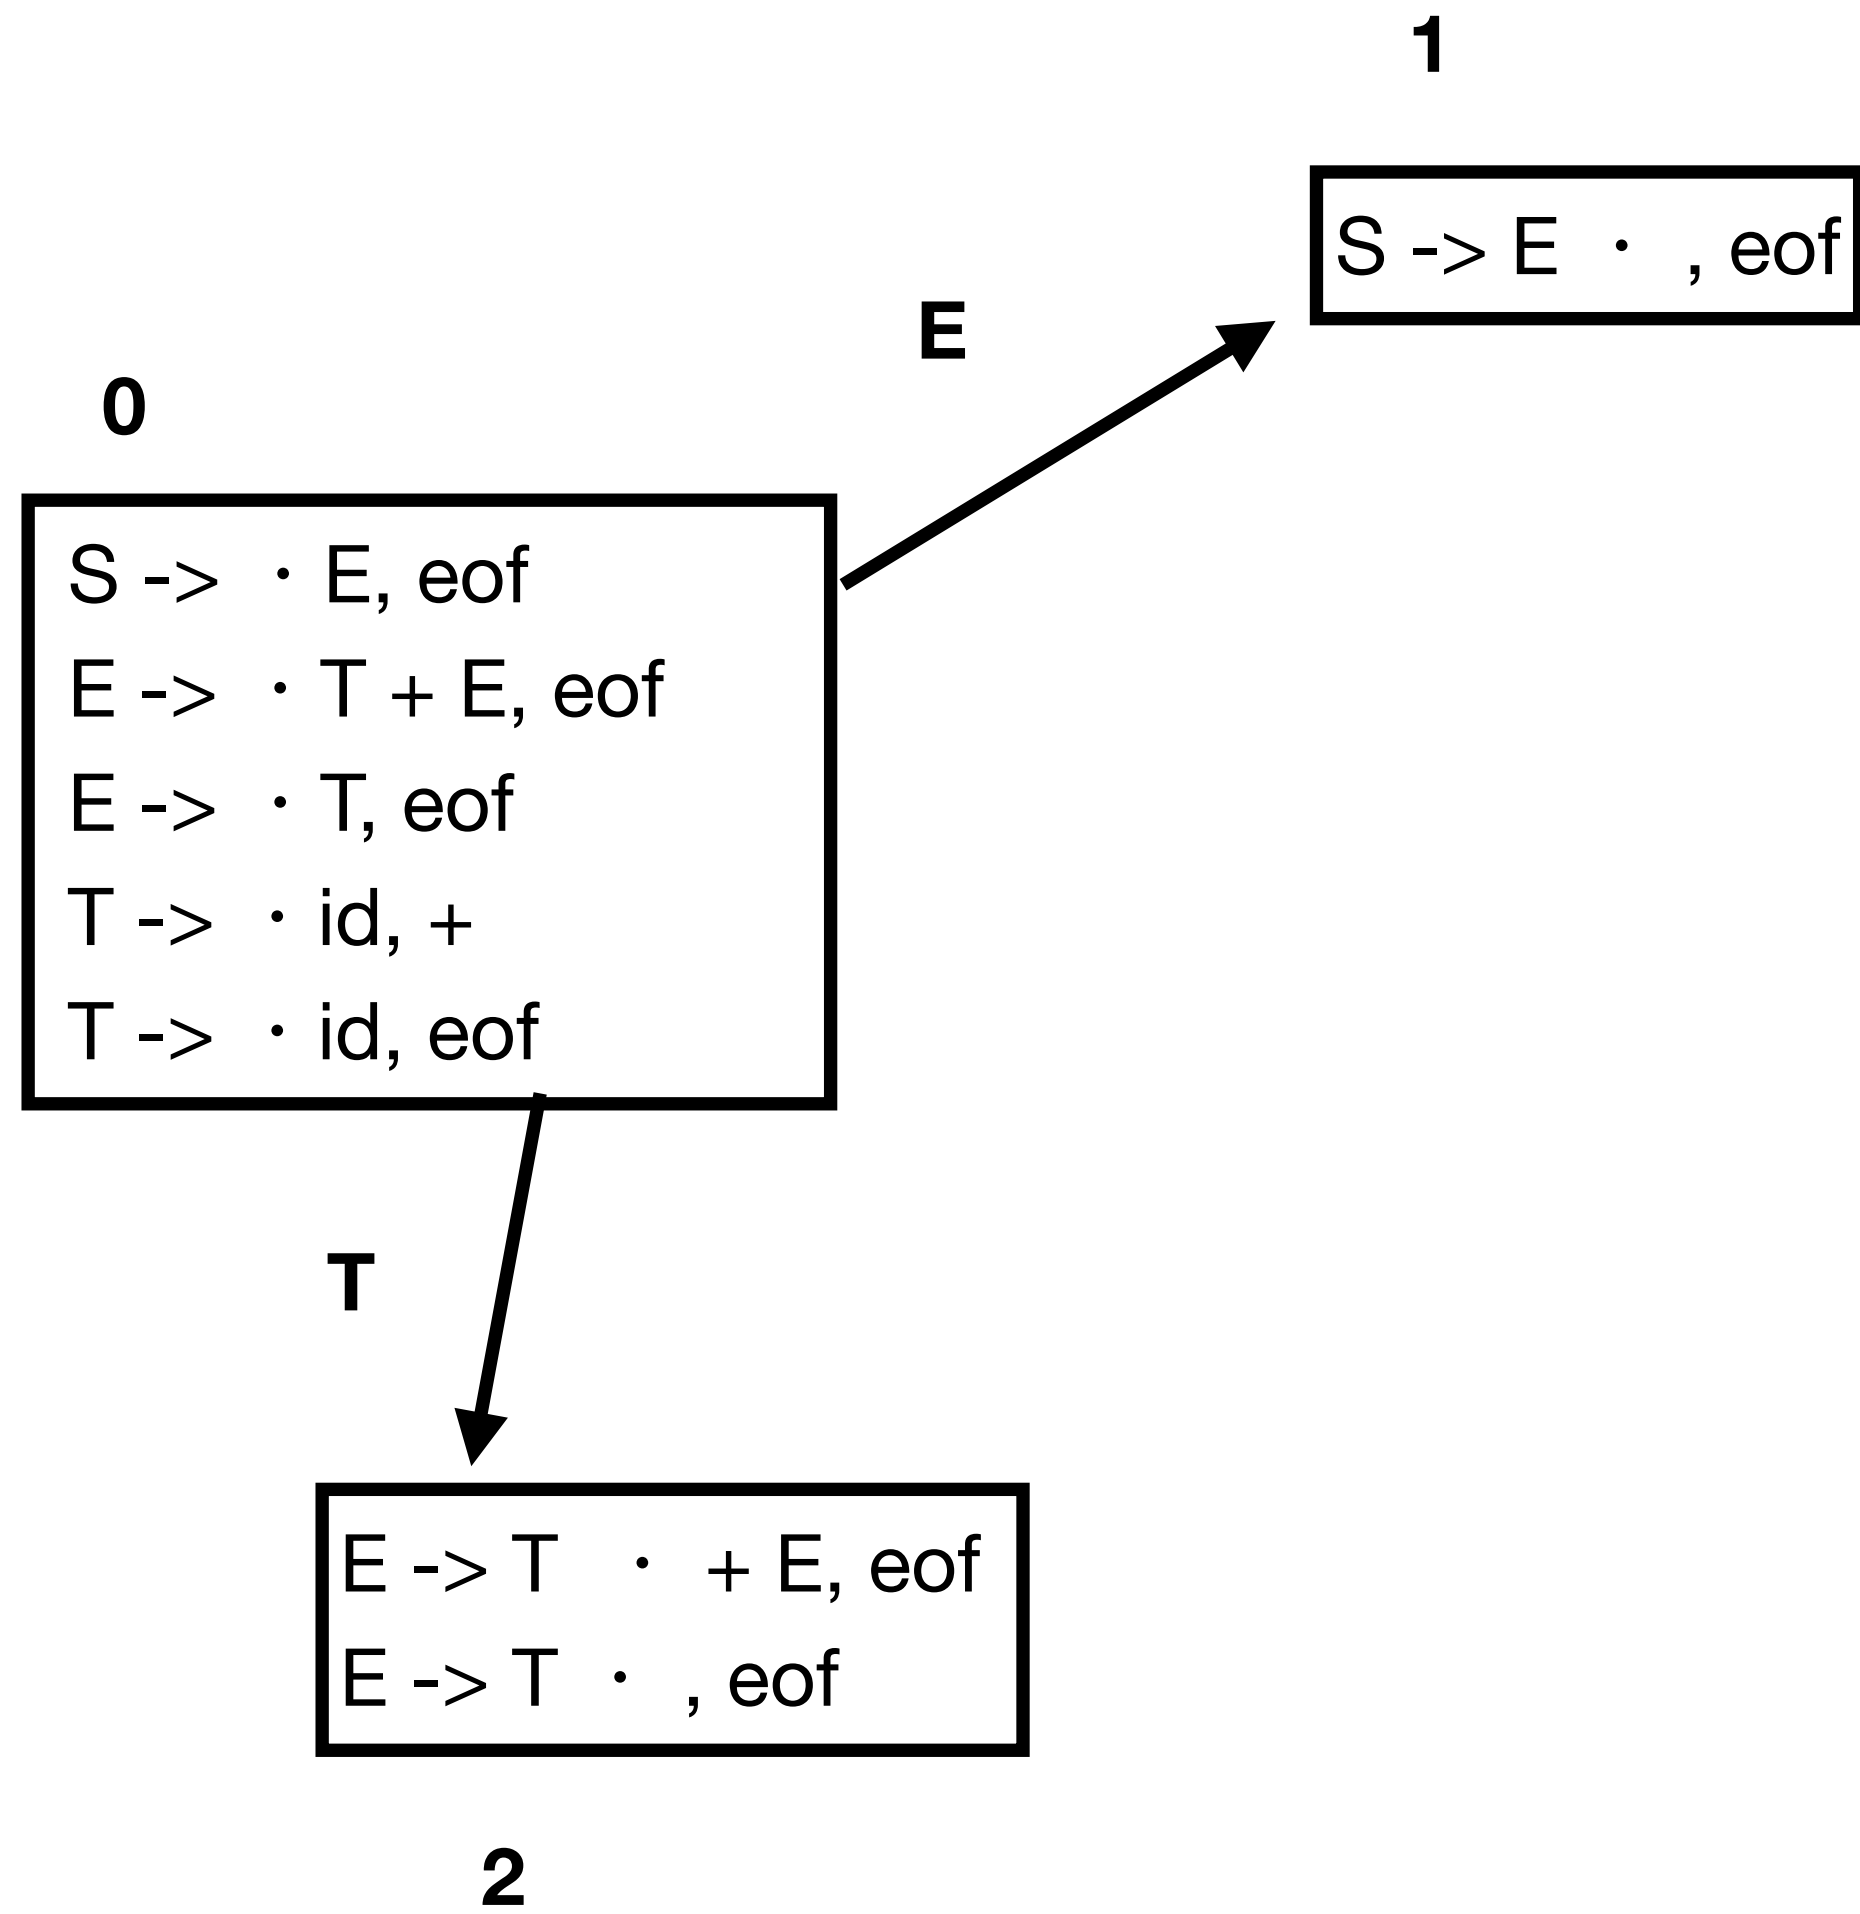 1
S -> E · , eof
E
0
S -> · E, eof
E -> · T + E, eof
E -> · T, eof
T -> · id, +
T -> · id, eof
T
E -> T · + E, eof
E -> T · , eof
2